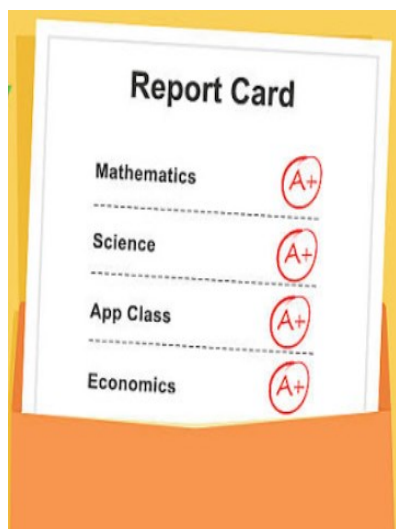 Report Card
Mathematics A+
Science A+
App Class A+
Economics A+